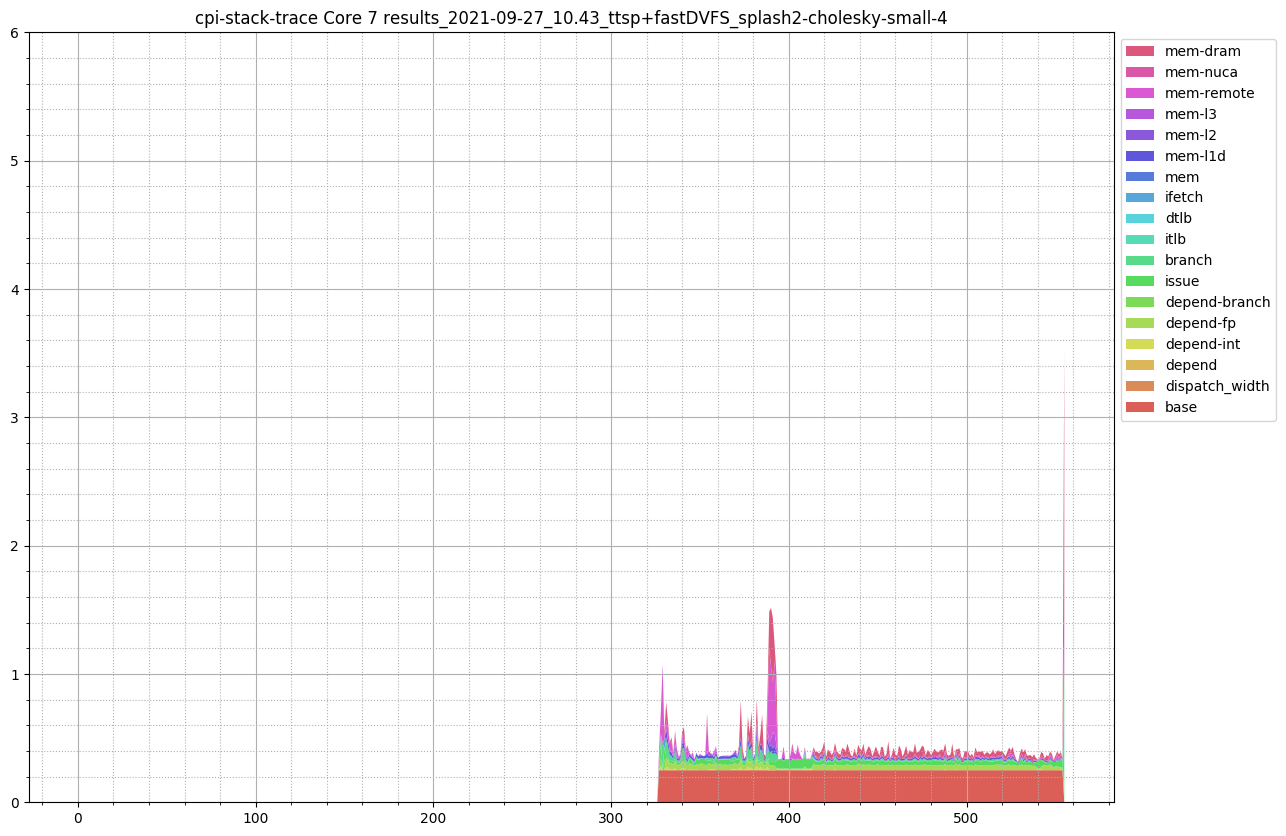 cpi-stack-trace Core 7 results_2021-09-27_10.43_ttsp+fastDVFS_splash2-cholesky-small-4
6
5
4
3
2
1
0
0
100
200
300
400
500
mem-dram
mem-nuca
mem-remote
mem-l3
mem-l2
mem-l1d
mem
ifetch
dtlb
itlb
branch
issue
depend-branch
depend-fp
depend-int
depend
dispatch_width
base